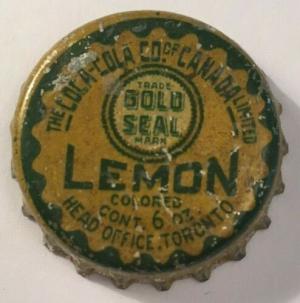 THE COCA-COLA CO. OF CANADA LIMITED
TRADE
GOLD
SEAL
MARK
LEMON
COLORED
CONT. 6 OZ.
HEAD OFFICE: TORONTO